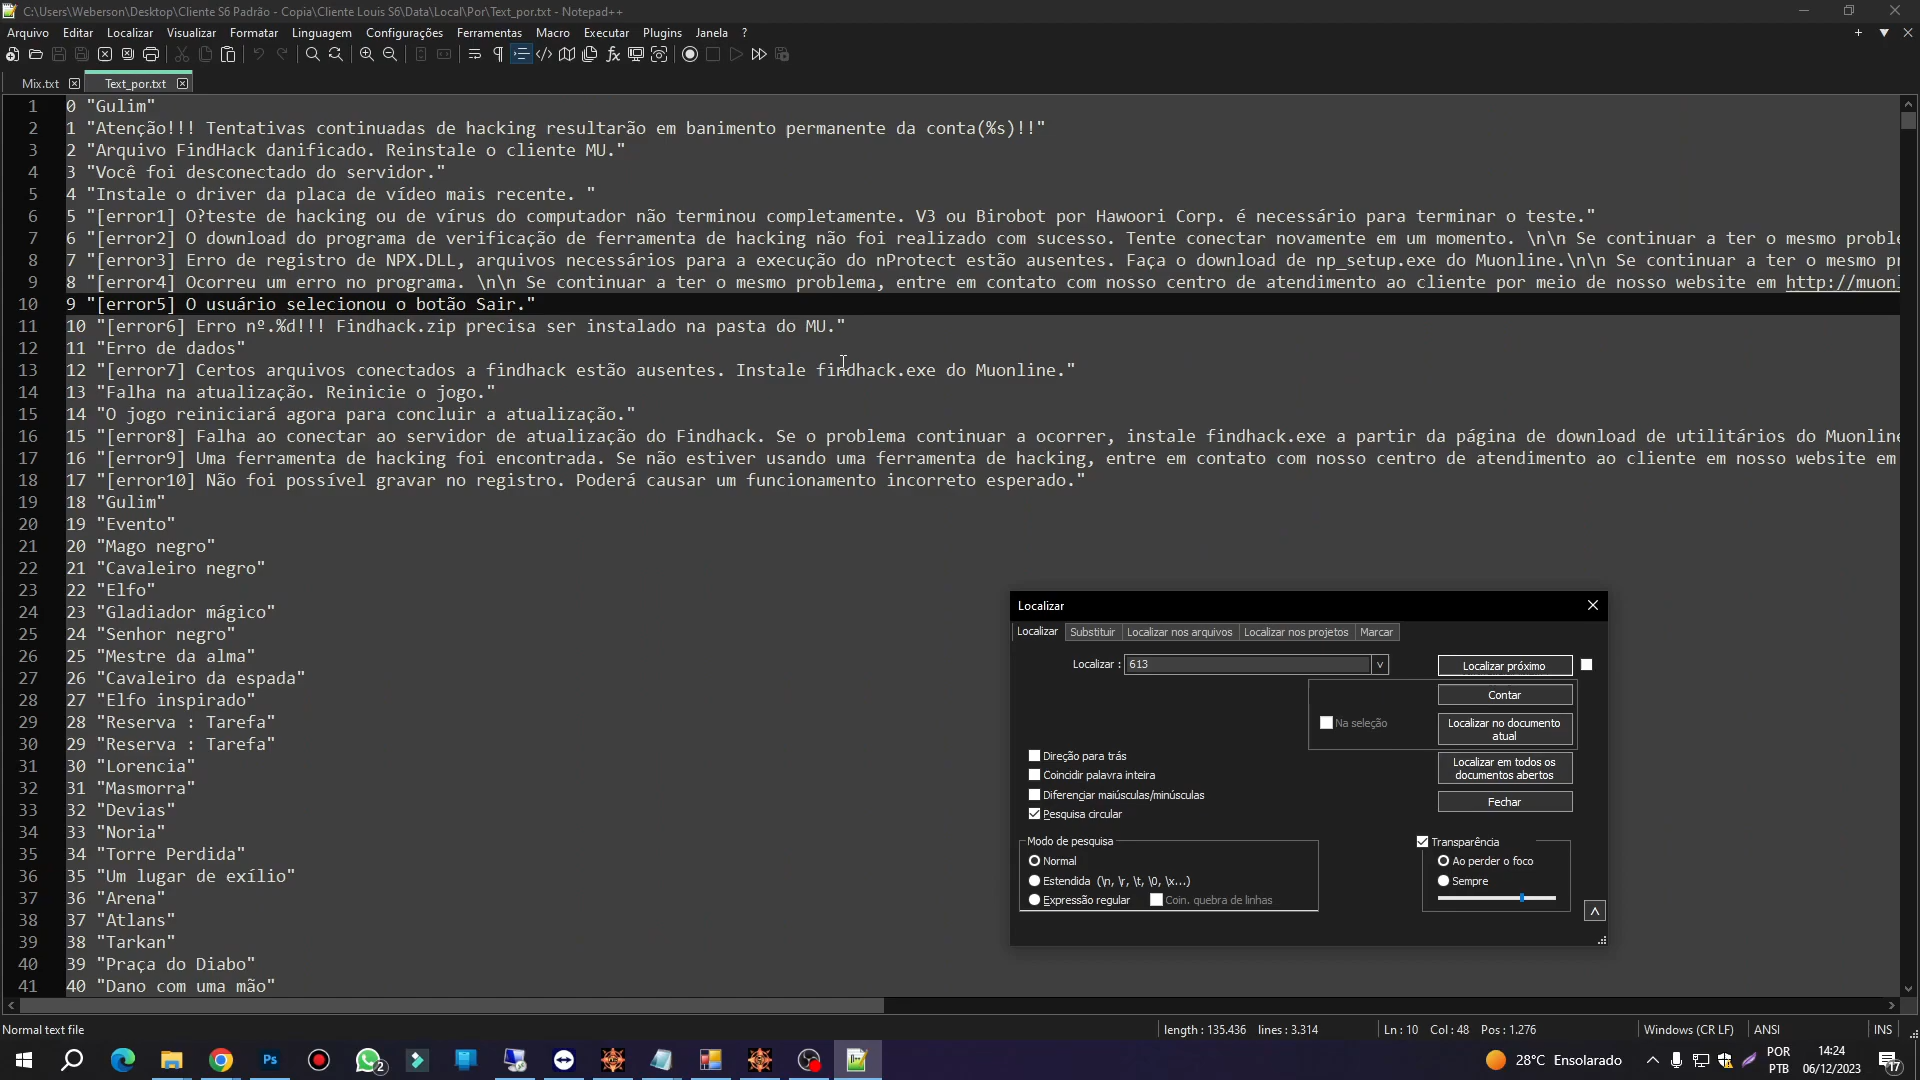 C:\Users\Weberson\Desktop\Cliente S6 Padrão - Copia\Cliente Louis S6\Data\Local\Por\Text_por.txt - Notepad++
Arquivo Editar Localizar Visualizar Formatar Linguagem Configurações Ferramentas Macro Executar Plugins Janela ?
Mix.txt Text_por.txt
1 0 "Gulim"
2 1 "Atenção!!! Tentativas continuadas de hacking resultarão em banimento permanente da conta(%s)!!"
3 2 "Arquivo FindHack danificado. Reinstale o cliente MU."
4 3 "Você foi desconectado do servidor."
5 4 "Instale o driver da placa de vídeo mais recente. "
6 5 "[error1] O?teste de hacking ou de vírus do computador não terminou completamente. V3 ou Birobot por Hawoori Corp. é necessário para terminar o teste."
7 6 "[error2] O download do programa de verificação de ferramenta de hacking não foi realizado com sucesso. Tente conectar novamente em um momento. \n\n Se continuar a ter o mesmo proble
8 7 "[error3] Erro de registro de NPX.DLL, arquivos necessários para a execução do nProtect estão ausentes. Faça o download de np_setup.exe do Muonline.\n\n Se continuar a ter o mesmo pr
9 8 "[error4] Ocorreu um erro no programa. \n\n Se continuar a ter o mesmo problema, entre em contato com nosso centro de atendimento ao cliente por meio de nosso website em http://muonl
10 9 "[error5] O usuário selecionou o botão Sair."
11 10 "[error6] Erro nº.%d!!! Findhack.zip precisa ser instalado na pasta do MU."
12 11 "Erro de dados"
13 12 "[error7] Certos arquivos conectados a findhack estão ausentes. Instale findhack.exe do Muonline."
14 13 "Falha na atualização. Reinicie o jogo."
15 14 "O jogo reiniciará agora para concluir a atualização."
16 15 "[error8] Falha ao conectar ao servidor de atualização do Findhack. Se o problema continuar a ocorrer, instale findhack.exe a partir da página de download de utilitários do Muonline
17 16 "[error9] Uma ferramenta de hacking foi encontrada. Se não estiver usando uma ferramenta de hacking, entre em contato com nosso centro de atendimento ao cliente em nosso website em
18 17 "[error10] Não foi possível gravar no registro. Poderá causar um funcionamento incorreto esperado."
19 18 "Gulim"
20 19 "Evento"
21 20 "Mago negro"
22 21 "Cavaleiro negro"
23 22 "Elfo"
24 23 "Gladiador mágico"
25 24 "Senhor negro"
26 25 "Mestre da alma"
27 26 "Cavaleiro da espada"
28 27 "Elfo inspirado"
29 28 "Reserva : Tarefa"
30 29 "Reserva : Tarefa"
31 30 "Lorencia"
32 31 "Masmorra"
33 32 "Devias"
34 33 "Noria"
35 34 "Torre Perdida"
36 35 "Um lugar de exílio"
37 36 "Arena"
38 37 "Atlans"
39 38 "Tarkan"
40 39 "Praça do Diabo"
41 40 "Dano com uma mão"
Localizar
Localizar Substituir Localizar nos arquivos Localizar nos projetos Marcar
Localizar : 613
Localizar próximo
Contar
Na seleção
Localizar no documento
atual
Localizar em todos os
documentos abertos
Fechar
Direção para trás
Coincidir palavra inteira
Diferenciar maiúsculas/minúsculas
Pesquisa circular
Modo de pesquisa
Normal
Estendida (\n, \r, \t, \0, \x...)
Expressão regular Coin. quebra de linhas
Transparência
Ao perder o foco
Sempre
Normal text file length : 135.436 lines : 3.314 Ln : 10 Col : 48 Pos : 1.276 Windows (CR LF) ANSI INS
Ps 2 28°C Ensolarado POR 14:24
PTB 06/12/2023 17